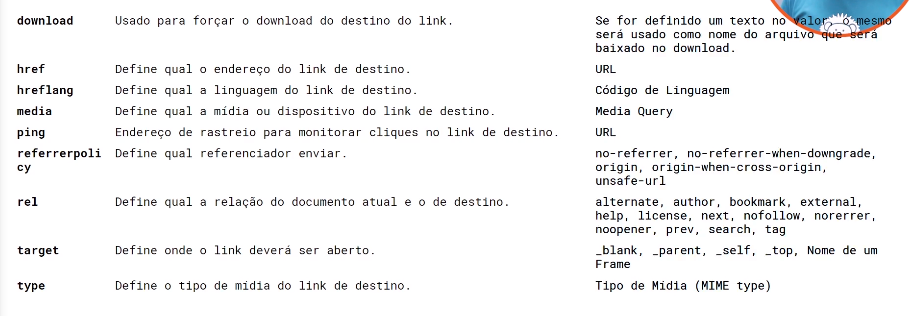 download Usado para forçar o download do destino do link. Se for definido um texto no valor, o mesmo
será usado como nome do arquivo que será
baixado no download.
href Define qual o endereço do link de destino. URL
hreflang Define qual a linguagem do link de destino. Código de Linguagem
media Define qual a mídia ou dispositivo do link de destino. Media Query
ping Endereço de rastreio para monitorar cliques no link de destino. URL
referrerpoli Define qual referenciador enviar. no-referrer, no-referrer-when-downgrade,
cy origin, origin-when-cross-origin,
unsafe-url
rel Define qual a relação do documento atual e o de destino. alternate, author, bookmark, external,
help, license, next, nofollow, norerrer,
noopener, prev, search, tag
target Define onde o link deverá ser aberto. _blank, _parent, _self, _top, Nome de um
Frame
type Define o tipo de mídia do link de destino. Tipo de Mídia (MIME type)